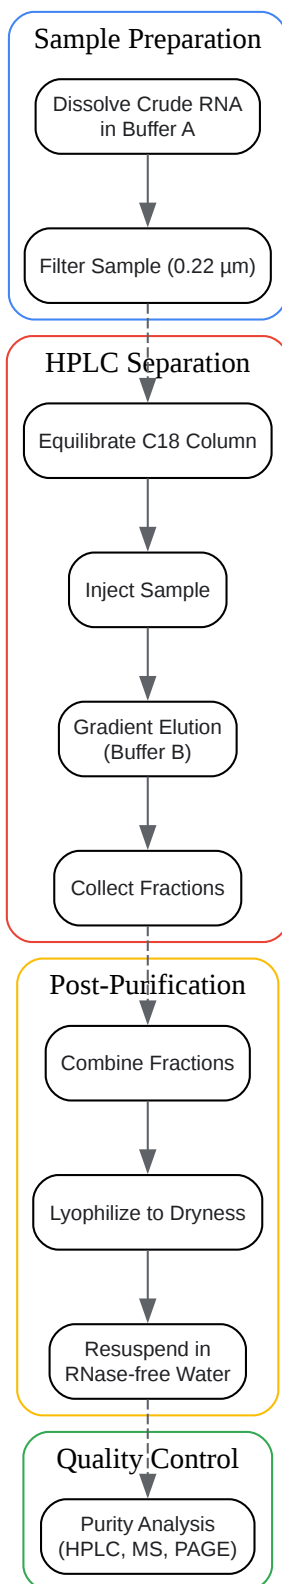 Sample Preparation
Dissolve Crude RNA
in Buffer A
Filter Sample (0.22 µm)
HPLC Separation
Equilibrate C18 Column
Inject Sample
Gradient Elution
(Buffer B)
Collect Fractions
Post-Purification
Combine Fractions
Lyophilize to Dryness
Resuspend in
RNase-free Water
Quality Control
Purity Analysis
(HPLC, MS, PAGE)